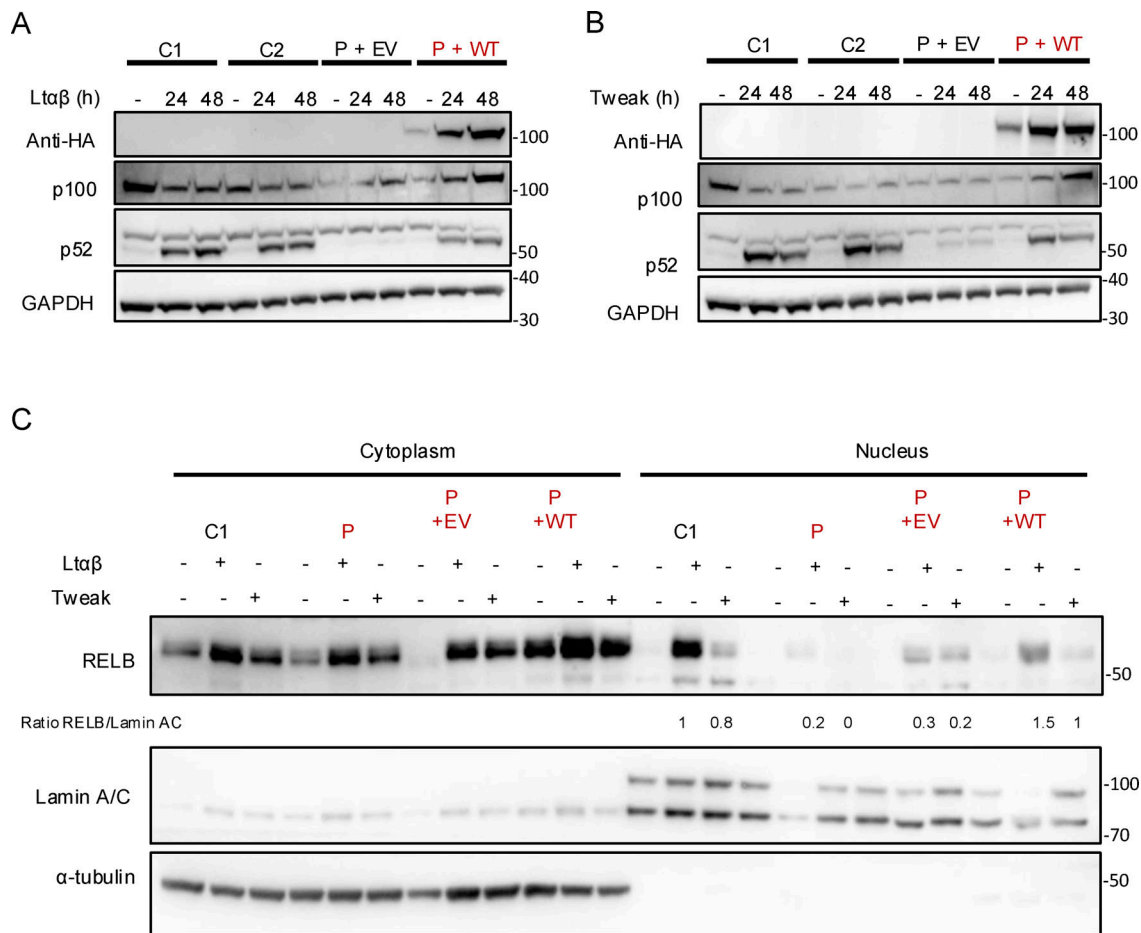 A
C1 C2 P + EV P + WT
Ltαβ (h) - 24 48 - 24 48 - 24 48 - 24 48
Anti-HA -100
p100 -100
p52 -50
-40
GAPDH
-30
B
C1 C2 P + EV P + WT
Tweak (h) - 24 48 - 24 48 - 24 48 - 24 48
Anti-HA -100
p100 -100
p52 -50
-40
GAPDH -30
C
Cytoplasm Nucleus
P P P P
C1 P +EV +WT C1 P +EV +WT
Ltαβ - + - - + - - + - - + - - + - - + - - + - - + -
Tweak - - + - - + - - + - - + - - + - - + - - + - - +
RELB -50
Ratio RELB/Lamin AC 1 0.8 0.2 0 0.3 0.2 1.5 1
Lamin A/C -100
-70
α-tubulin -50